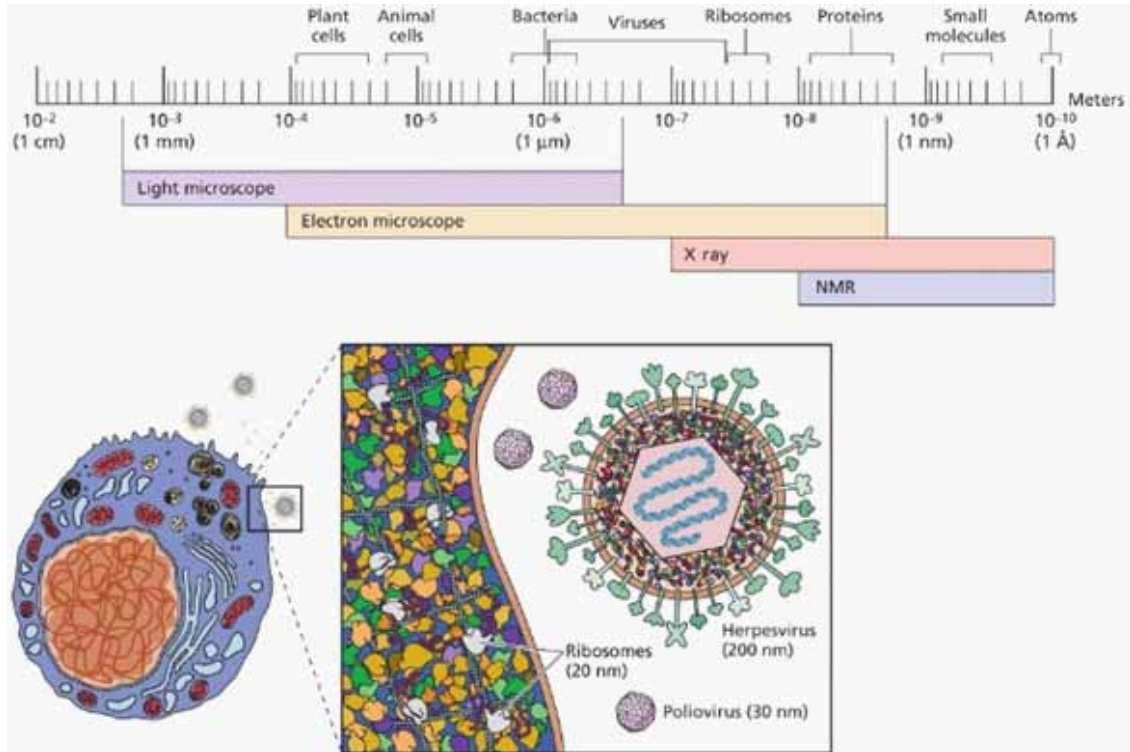 Plant cells
Animal cells
Bacteria
Viruses
Ribosomes
Proteins
Small molecules
Atoms
Meters
10⁻² (1 cm)
10⁻³ (1 mm)
10⁻⁴
10⁻⁵
10⁻⁶ (1 μm)
10⁻⁷
10⁻⁸
10⁻⁹ (1 nm)
10⁻¹⁰ (1 Å)
Light microscope
Electron microscope
X ray
NMR
Herpesvirus
(200 nm)
Ribosomes
(20 nm)
Poliovirus (30 nm)